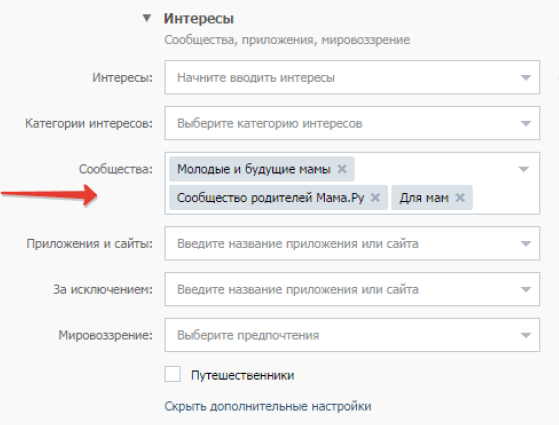 Интересы
Сообщества, приложения, мировоззрение
Интересы: Начните вводить интересы
Категории интересов: Выберите категорию интересов
Сообщества: Молодые и будущие мамы
Сообщество родителей Мама.Ру Для мам
Приложения и сайты: Введите название приложения или сайта
За исключением: Введите название приложения или сайта
Мировоззрение: Выберите предпочтения
Путешественники
Скрыть дополнительные настройки